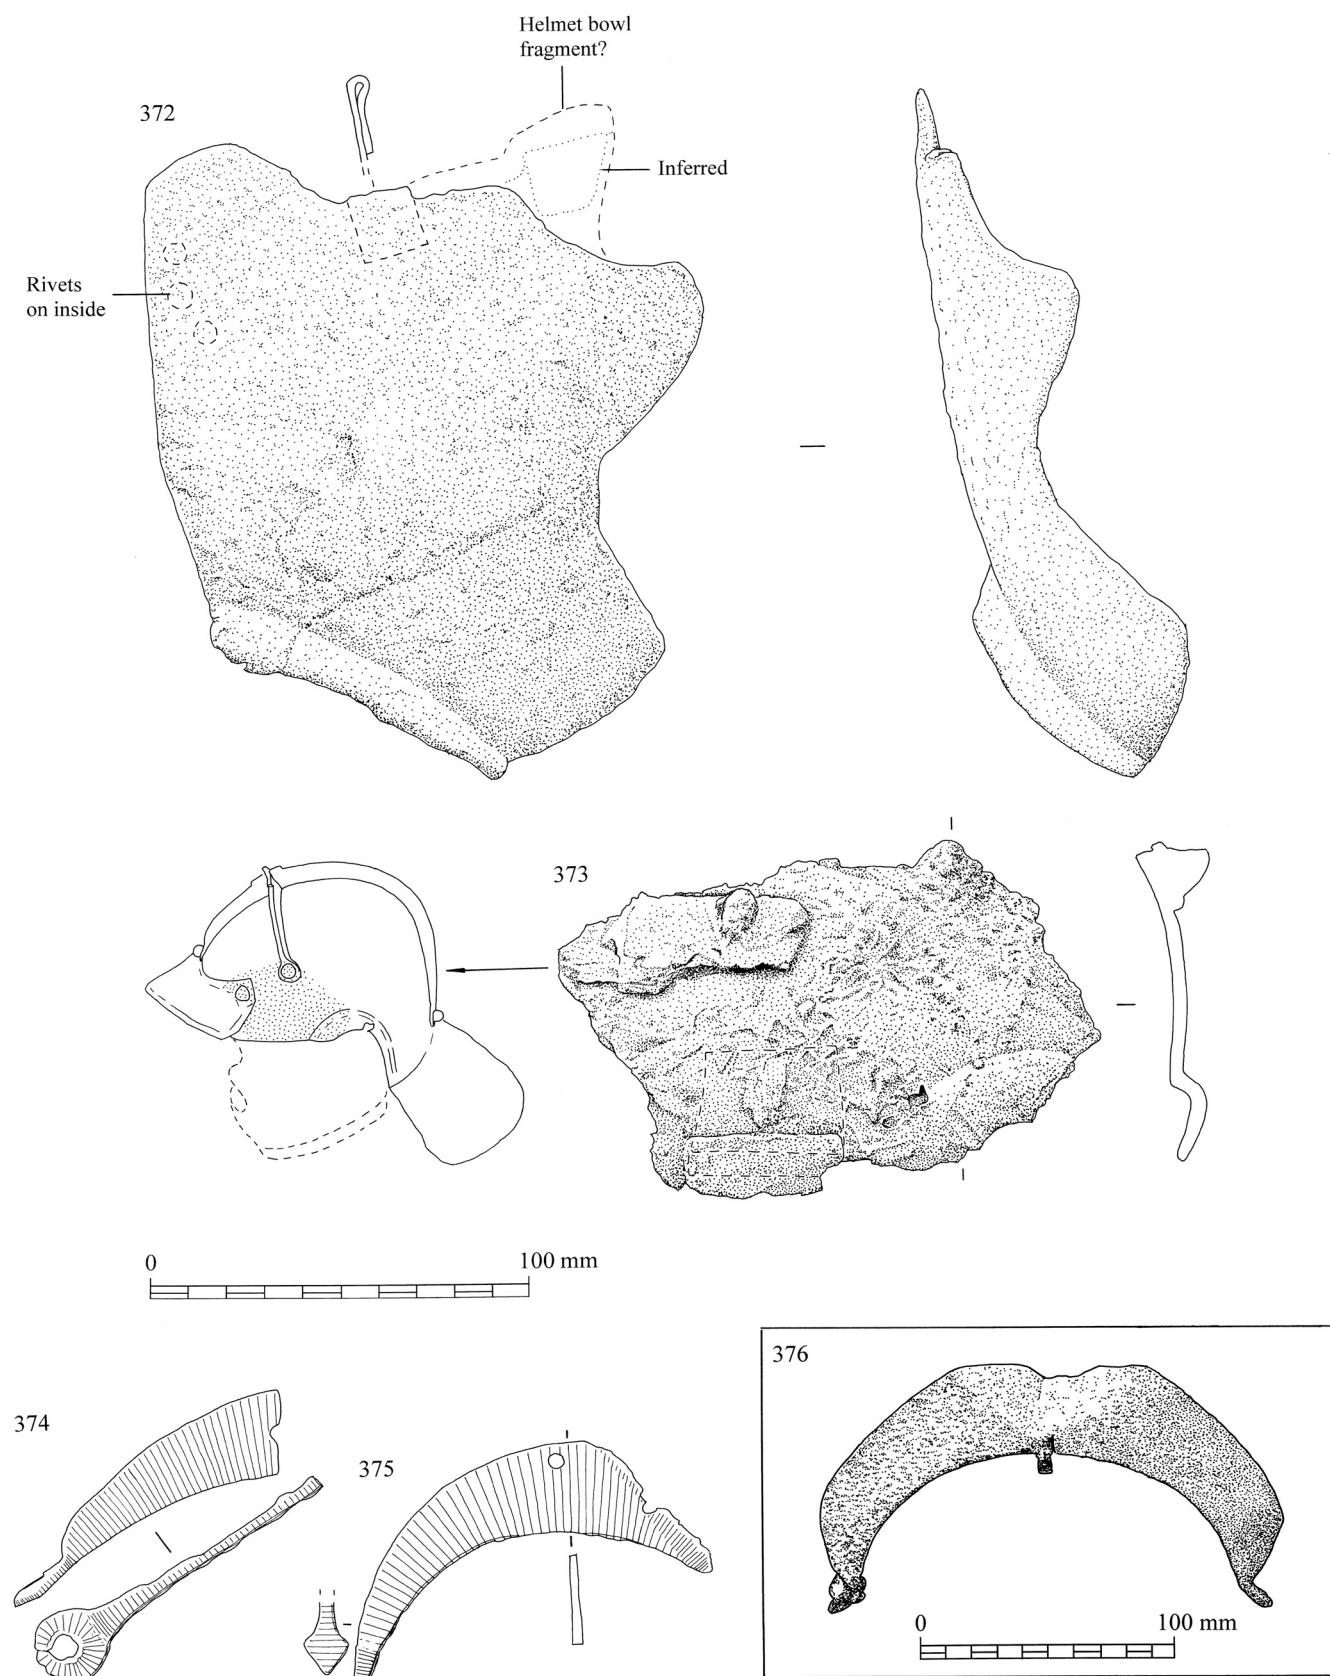 Helmet bowl
fragment?
372
Inferred
Rivets
on inside
373
0 100 mm
374
375
376
0 100 mm